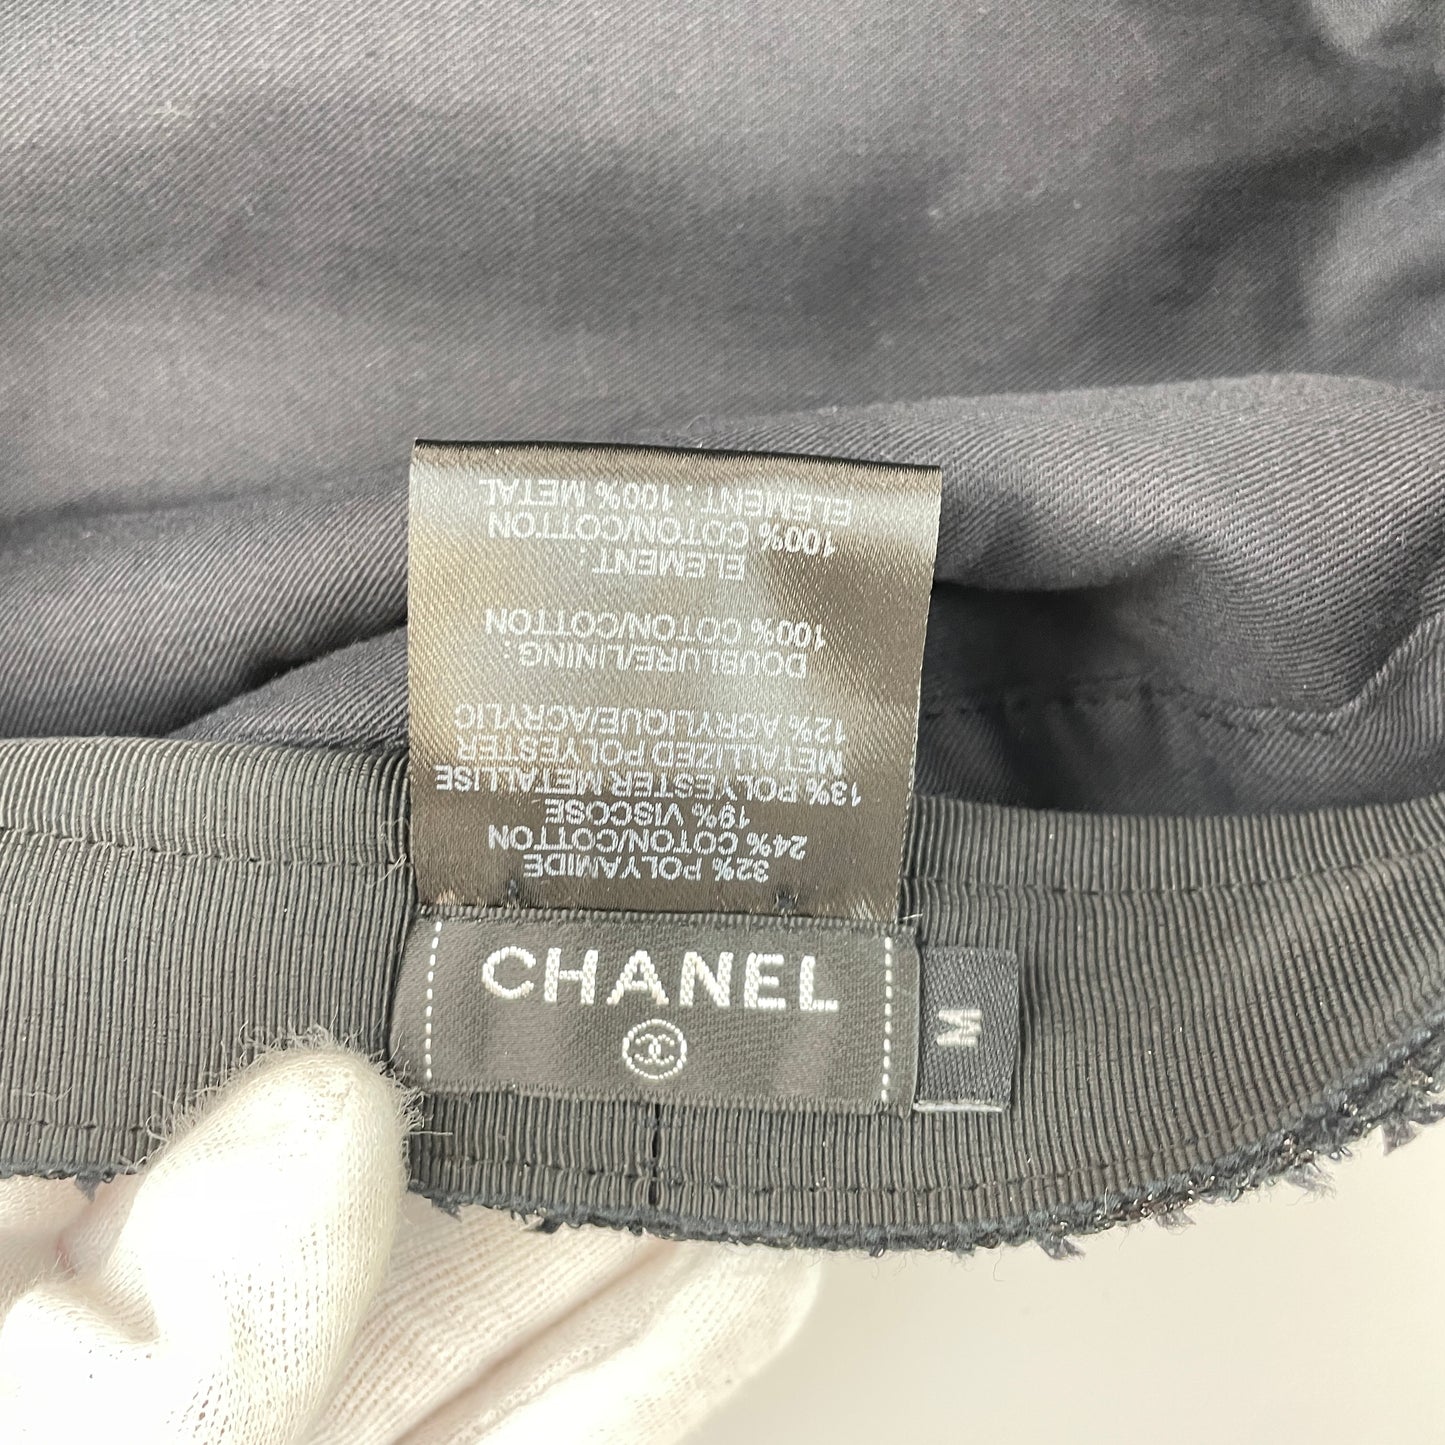 32% POLYAMIDE
24% COTON/COTTON
19% VISCOSE
13% POLYESTER METALLISE
METALLIZED POLYESTER
12% ACRYLIQUE/ACRYLIC
DOUBLURE/LINING :
100% COTON/COTTON
ELEMENT :
100% COTON/COTTON
ELEMENT : 100% METAL
CHANEL
M